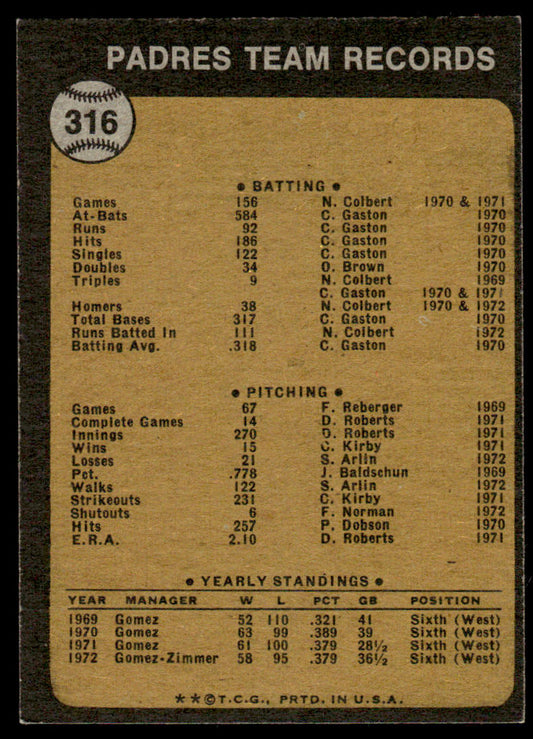 PADRES TEAM RECORDS
316
● BATTING ●
Games 156 N. Colbert 1970 & 1971
At-Bats 584 C. Gaston 1970
Runs 92 C. Gaston 1970
Hits 186 C. Gaston 1970
Singles 122 C. Gaston 1970
Doubles 34 O. Brown 1970
Triples 9 N. Colbert 1969
C. Gaston 1970 & 1971
Homers 38 N. Colbert 1970 & 1972
Total Bases 317 C. Gaston 1970
Runs Batted In 111 N. Colbert 1972
Batting Avg. .318 C. Gaston 1970
● PITCHING ●
Games 67 F. Reberger 1969
Complete Games 14 D. Roberts 1971
Innings 270 D. Roberts 1971
Wins 15 C. Kirby 1971
Losses 21 S. Arlin 1972
Pct. .778 J. Baldschun 1969
Walks 122 S. Arlin 1972
Strikeouts 231 C. Kirby 1971
Shutouts 6 F. Norman 1972
Hits 257 P. Dobson 1970
E.R.A. 2.10 D. Roberts 1971
● YEARLY STANDINGS ●
YEAR MANAGER W L PCT GB POSITION
1969 Gomez 52 110 .321 41 Sixth (West)
1970 Gomez 63 99 .389 39 Sixth (West)
1971 Gomez 61 100 .379 28½ Sixth (West)
1972 Gomez-Zimmer 58 95 .379 36½ Sixth (West)
**©T.C.G., PRTD. IN U.S.A.